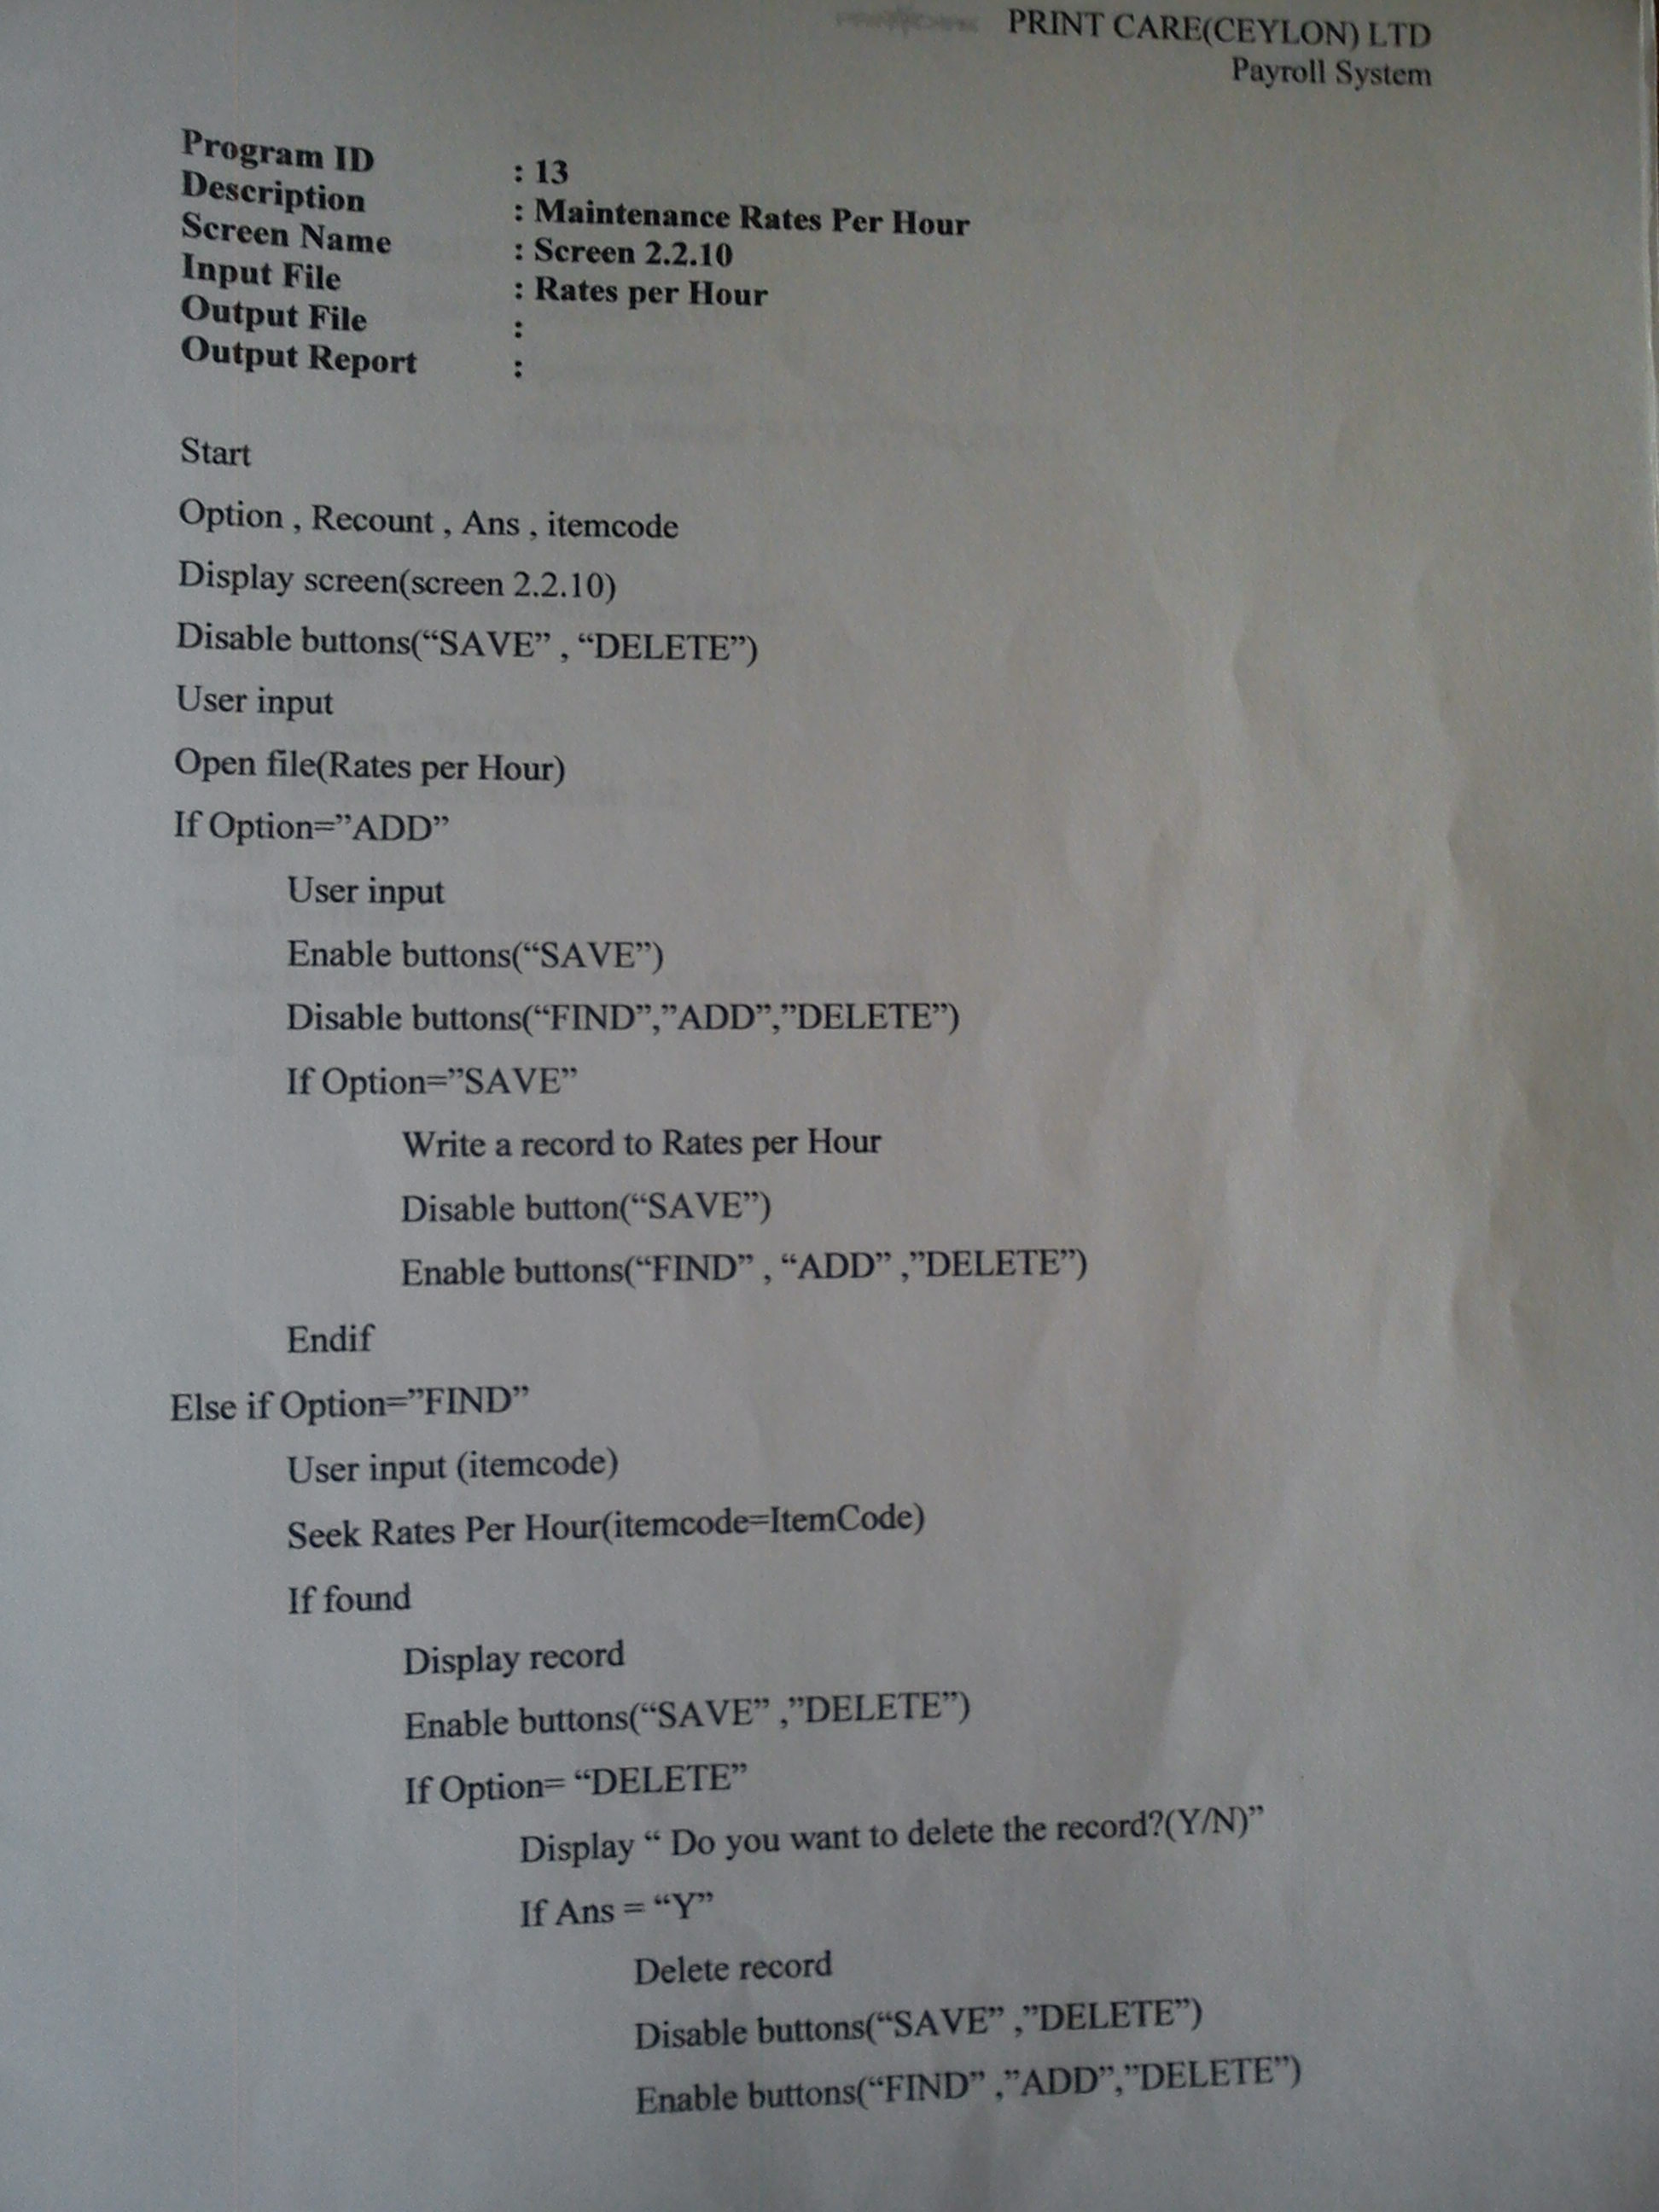 PRINT CARE(CEYLON) LTD
Payroll System
Program ID : 13
Description : Maintenance Rates Per Hour
Screen Name : Screen 2.2.10
Input File : Rates per Hour
Output File :
Output Report :
Start
Option , Recount , Ans , itemcode
Display screen(screen 2.2.10)
Disable buttons(“SAVE” , “DELETE”)
User input
Open file(Rates per Hour)
If Option=”ADD”
User input
Enable buttons(“SAVE”)
Disable buttons(“FIND”,”ADD”,”DELETE”)
If Option=”SAVE”
Write a record to Rates per Hour
Disable button(“SAVE”)
Enable buttons(“FIND” , “ADD” ,”DELETE”)
Endif
Else if Option=”FIND”
User input (itemcode)
Seek Rates Per Hour(itemcode=ItemCode)
If found
Display record
Enable buttons(“SAVE” ,”DELETE”)
If Option= “DELETE”
Display “ Do you want to delete the record?(Y/N)”
If Ans = “Y”
Delete record
Disable buttons(“SAVE” ,”DELETE”)
Enable buttons(“FIND” ,”ADD”,”DELETE”)